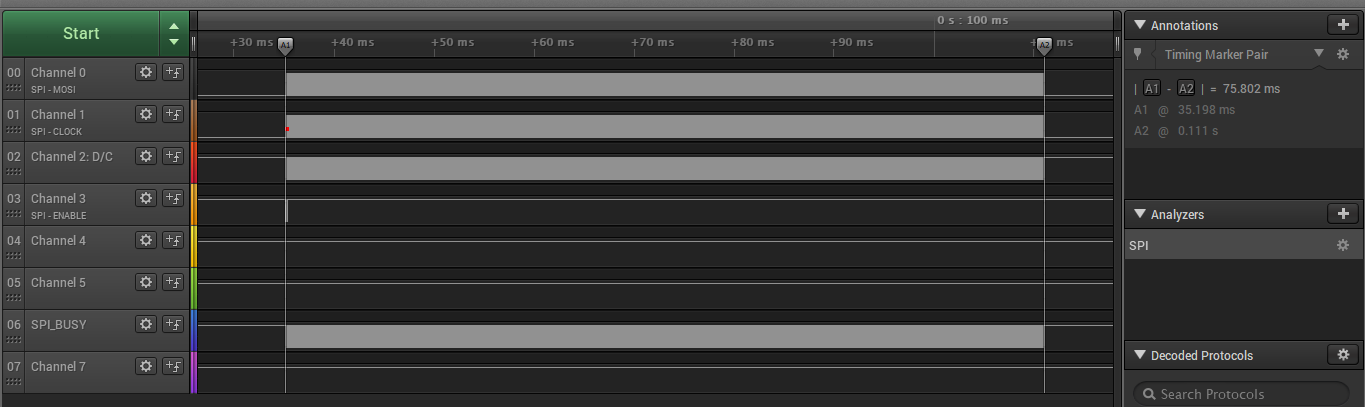 Start
0 s : 100 ms
+30 ms
A1
+40 ms
+50 ms
+60 ms
+70 ms
+80 ms
+90 ms
A2
ms
00 Channel 0
SPI - MOSI
01 Channel 1
SPI - CLOCK
02 Channel 2: D/C
03 Channel 3
SPI - ENABLE
04 Channel 4
05 Channel 5
06 SPI_BUSY
07 Channel 7
Annotations
Timing Marker Pair
| A1 - A2 | = 75.802 ms
A1 @ 35.198 ms
A2 @ 0.111 s
Analyzers
SPI
Decoded Protocols
Search Protocols